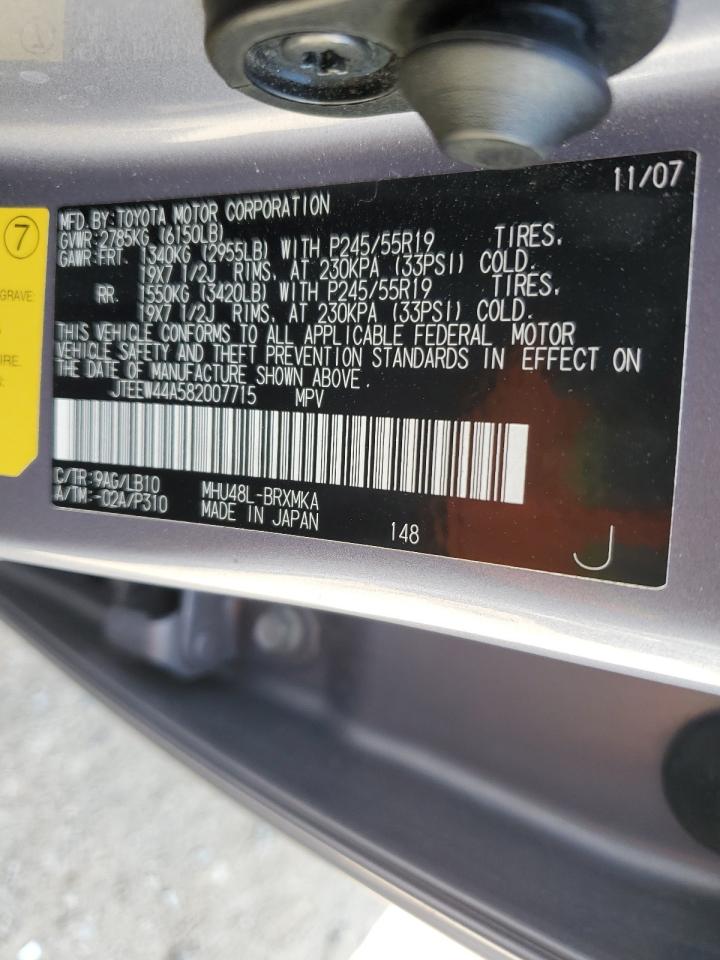 11/07
MFD.BY:TOYOTA MOTOR CORPORATION
GVWR:2785KG (6150LB)
GAWR:FRT. 1340KG (2955LB) WITH P245/55R19 TIRES,
19X7 1/2J RIMS, AT 230KPA (33PSI) COLD.
RR. 1550KG (3420LB) WITH P245/55R19 TIRES,
19X7 1/2J RIMS, AT 230KPA (33PSI) COLD.
THIS VEHICLE CONFORMS TO ALL APPLICABLE FEDERAL MOTOR
VEHICLE SAFETY AND THEFT PREVENTION STANDARDS IN EFFECT ON
THE DATE OF MANUFACTURE SHOWN ABOVE.
JTEEW44A582007715 MPV
C/TR:9AG/LB10 MHU48L-BRXMKA
A/TM:-02A/P310 MADE IN JAPAN 148 J
7
GRAVE:
IRE.